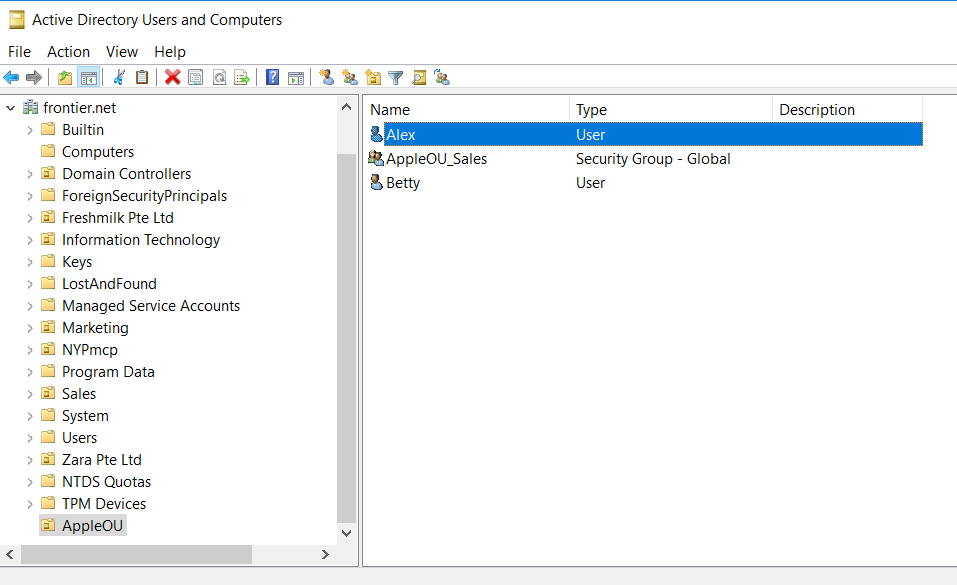 Active Directory Users and Computers
File Action View Help
frontier.net
Builtin
Computers
Domain Controllers
ForeignSecurityPrincipals
Freshmilk Pte Ltd
Information Technology
Keys
LostAndFound
Managed Service Accounts
Marketing
NYPmcp
Program Data
Sales
System
Users
Zara Pte Ltd
NTDS Quotas
TPM Devices
AppleOU
Name Type Description
Alex User
AppleOU_Sales Security Group - Global
Betty User